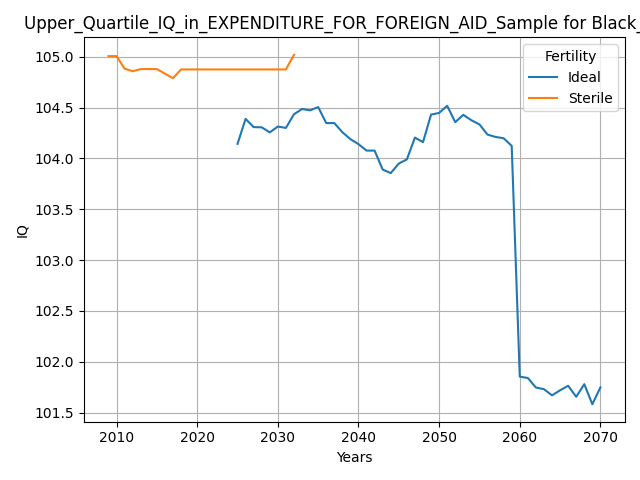 Upper_Quartile_IQ_in_EXPENDITURE_FOR_FOREIGN_AID_Sample for Black_
Fertility
Ideal
Sterile
105.0
104.5
104.0
103.5
103.0
102.5
102.0
101.5
IQ
2010 2020 2030 2040 2050 2060 2070
Years